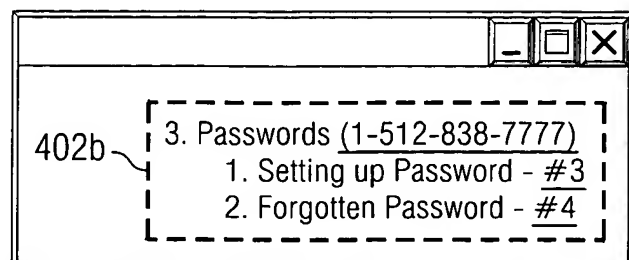 3. Passwords (1-512-838-7777)
402b
1. Setting up Password - #3
2. Forgotten Password - #4